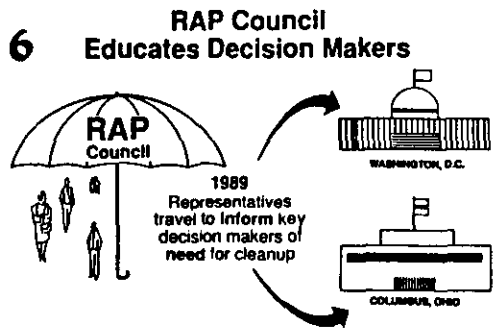 6
RAP Council
Educates Decision Makers
RAP
Council
1989
Representatives
travel to Inform key
decision makers of
need for cleanup
WASHINGTON, D.C.
COLUMBUS, OHIO